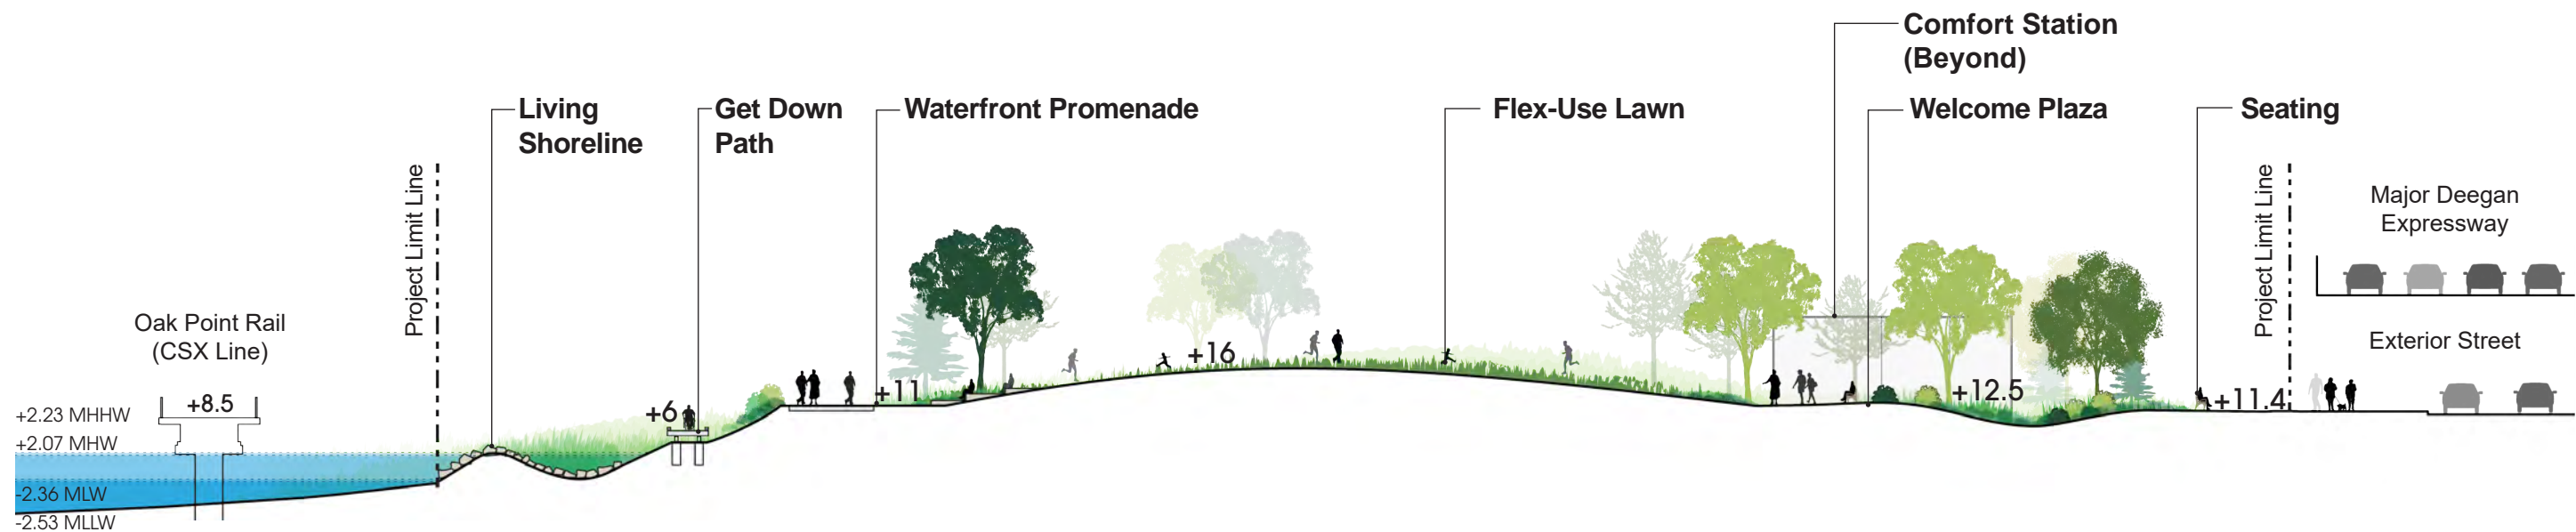 Comfort Station
(Beyond)
Living
Shoreline
Get Down
Path
Waterfront Promenade
Flex-Use Lawn
Welcome Plaza
Seating
Project Limit Line
Project Limit Line
Major Deegan
Expressway
Oak Point Rail
(CSX Line)
Exterior Street
+16
+11
+12.5
+11.4
+8.5
+6
+2.23 MHHW
+2.07 MHW
-2.36 MLW
-2.53 MLLW